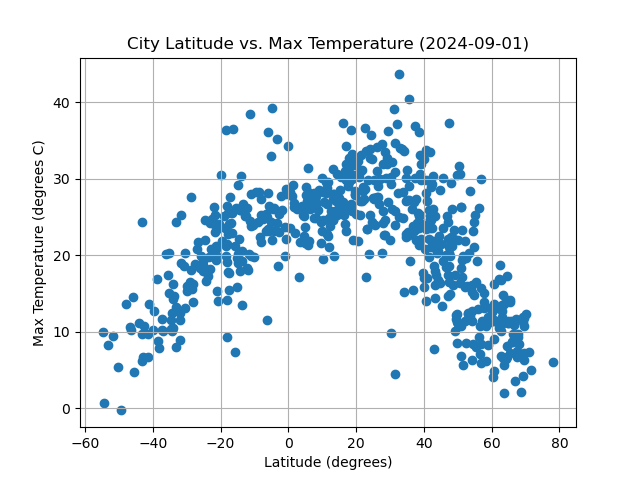 City Latitude vs. Max Temperature (2024-09-01)
Max Temperature (degrees C)
40
30
20
10
0
−60 −40 −20 0 20 40 60 80
Latitude (degrees)